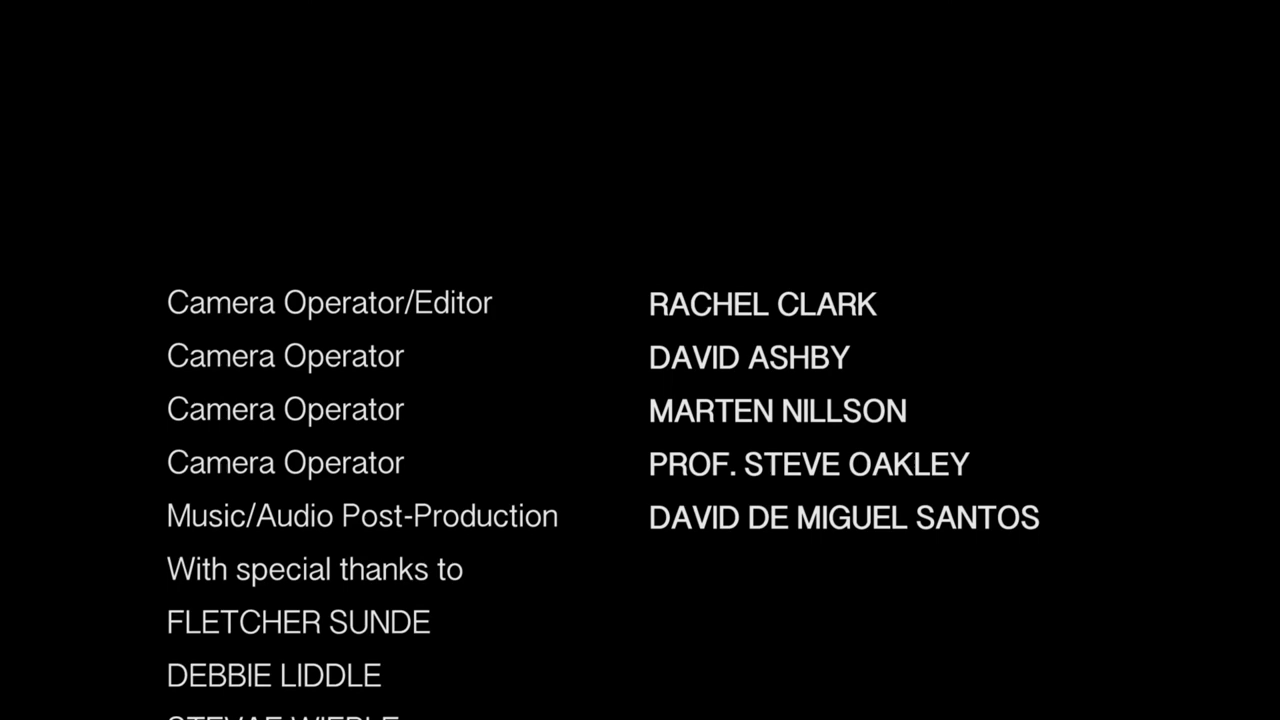 Camera Operator/Editor RACHEL CLARK
Camera Operator DAVID ASHBY
Camera Operator MARTEN NILLSON
Camera Operator PROF. STEVE OAKLEY
Music/Audio Post-Production DAVID DE MIGUEL SANTOS
With special thanks to
FLETCHER SUNDE
DEBBIE LIDDLE